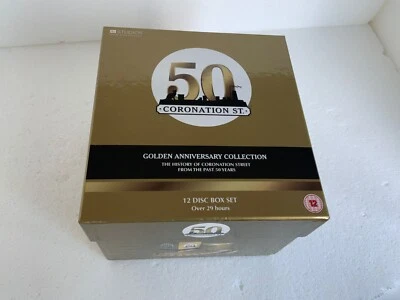 50
CORONATION ST.
GOLDEN ANNIVERSARY COLLECTION
THE HISTORY OF CORONATION STREET
FROM THE PAST 50 YEARS
12 DISC BOX SET
Over 29 hours
12
50